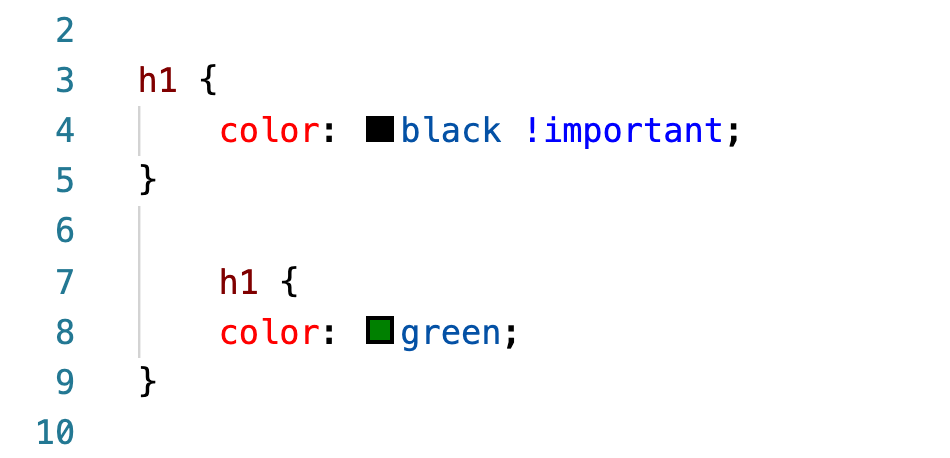 2
3 h1 {
4 color: black !important;
5 }
6
7 h1 {
8 color: green;
9 }
10